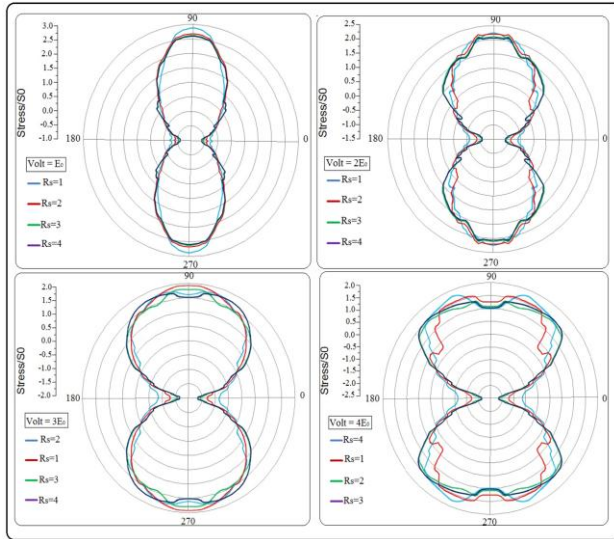 90
3.0
2.5
2.0
1.5
1.0
0.5
0.0
-0.5
-1.0
Stress/S0
180
0
Volt = E₀
Rs=1
Rs=2
Rs=3
Rs=4
270
90
2.5
2.0
1.5
1.0
0.5
0.0
-0.5
-1.0
-1.5
Stress/S0
180
0
Volt = 2E₀
Rs=1
Rs=2
Rs=3
Rs=4
270
90
2.0
1.5
1.0
0.5
0.0
-0.5
-1.0
-1.5
-2.0
Stress/S0
180
0
Volt = 3E₀
Rs=2
Rs=1
Rs=3
Rs=4
270
90
2.0
1.5
1.0
0.5
0.0
-0.5
-1.0
-1.5
-2.0
-2.5
Stress/S0
180
0
Volt = 4E₀
Rs=4
Rs=1
Rs=2
Rs=3
270